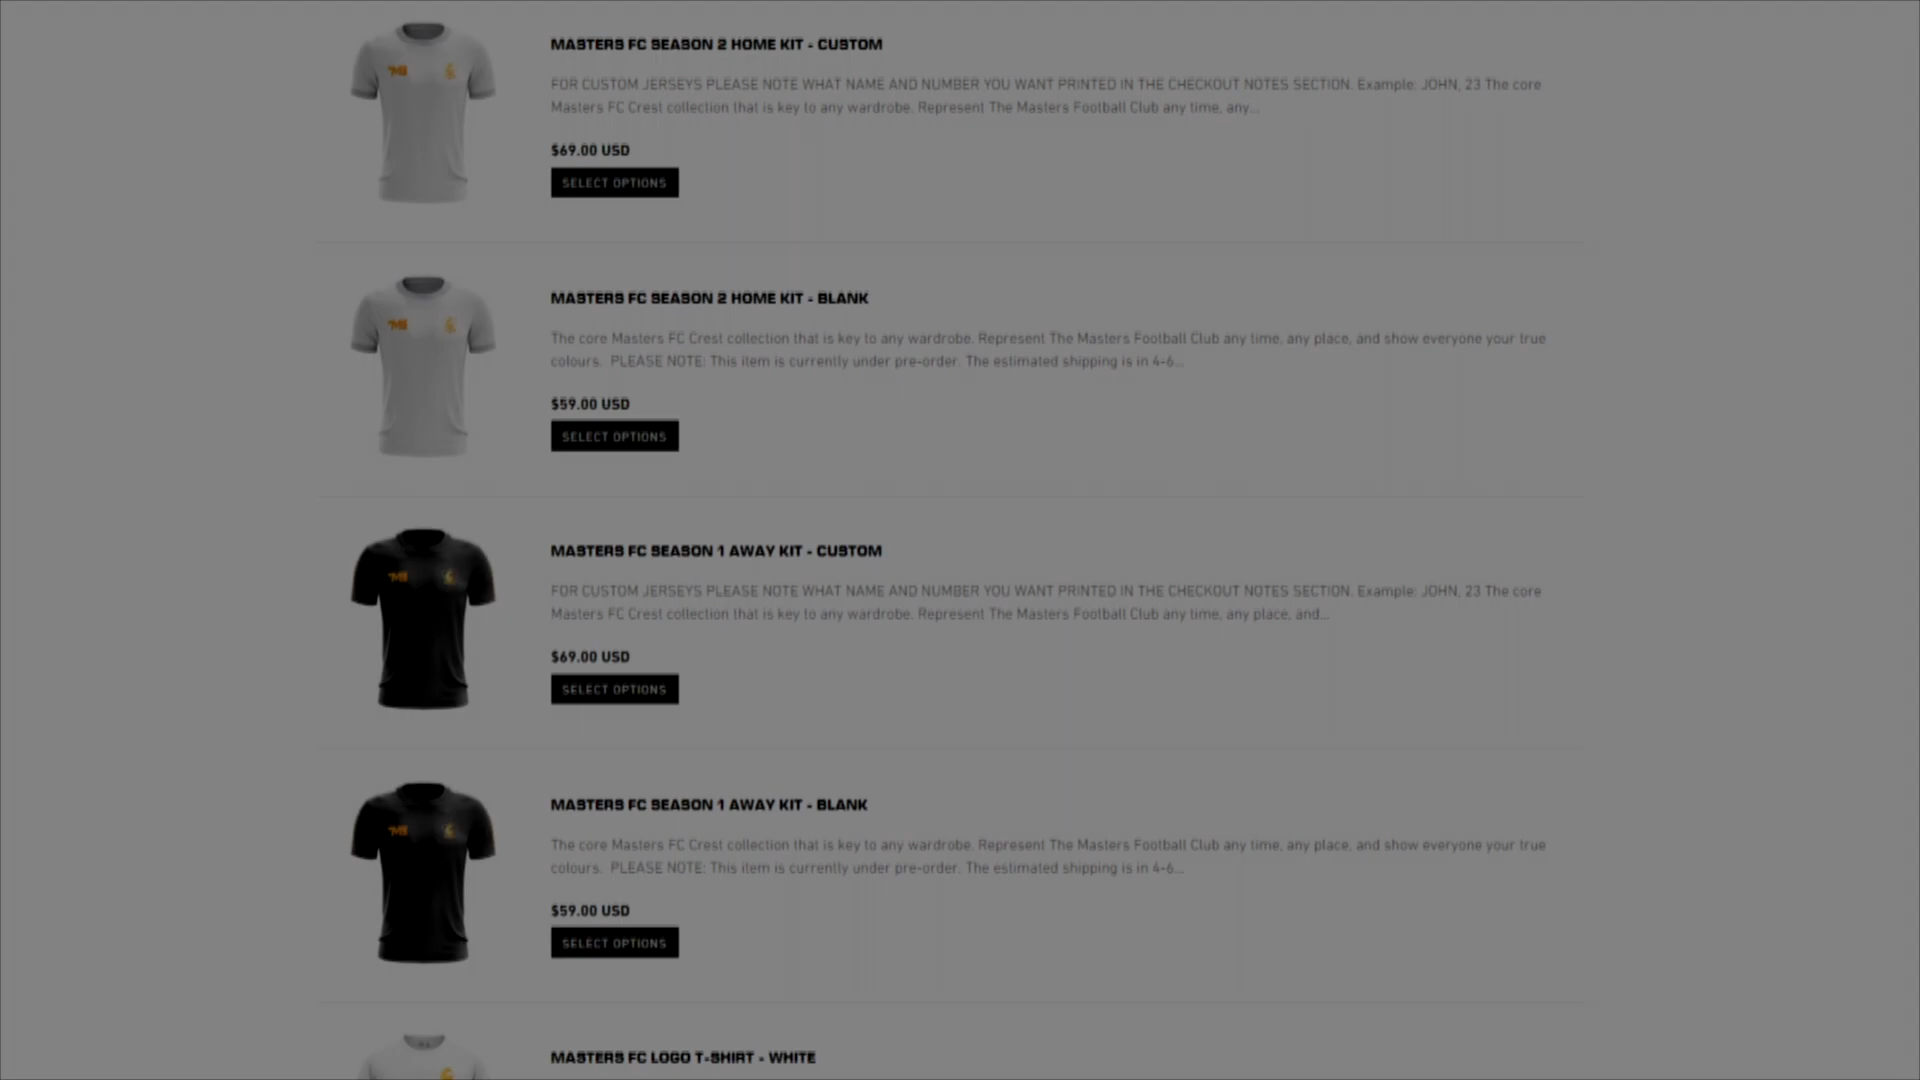 MASTERS FC SEASON 2 HOME KIT - CUSTOM
FOR CUSTOM JERSEYS PLEASE NOTE WHAT NAME AND NUMBER YOU WANT PRINTED IN THE CHECKOUT NOTES SECTION. Example: JOHN, 23 The core
Masters FC Crest collection that is key to any wardrobe. Represent The Masters Football Club any time, any...
$69.00 USD
SELECT OPTIONS
MASTERS FC SEASON 2 HOME KIT - BLANK
The core Masters FC Crest collection that is key to any wardrobe. Represent The Masters Football Club any time, any place, and show everyone your true
colours. PLEASE NOTE: This item is currently under pre-order. The estimated shipping is in 4-6...
$59.00 USD
SELECT OPTIONS
MASTERS FC SEASON 1 AWAY KIT - CUSTOM
FOR CUSTOM JERSEYS PLEASE NOTE WHAT NAME AND NUMBER YOU WANT PRINTED IN THE CHECKOUT NOTES SECTION. Example: JOHN, 23 The core
Masters FC Crest collection that is key to any wardrobe. Represent The Masters Football Club any time, any place, and...
$69.00 USD
SELECT OPTIONS
MASTERS FC SEASON 1 AWAY KIT - BLANK
The core Masters FC Crest collection that is key to any wardrobe. Represent The Masters Football Club any time, any place, and show everyone your true
colours. PLEASE NOTE: This item is currently under pre-order. The estimated shipping is in 4-6...
$59.00 USD
SELECT OPTIONS
MASTERS FC LOGO T-SHIRT - WHITE